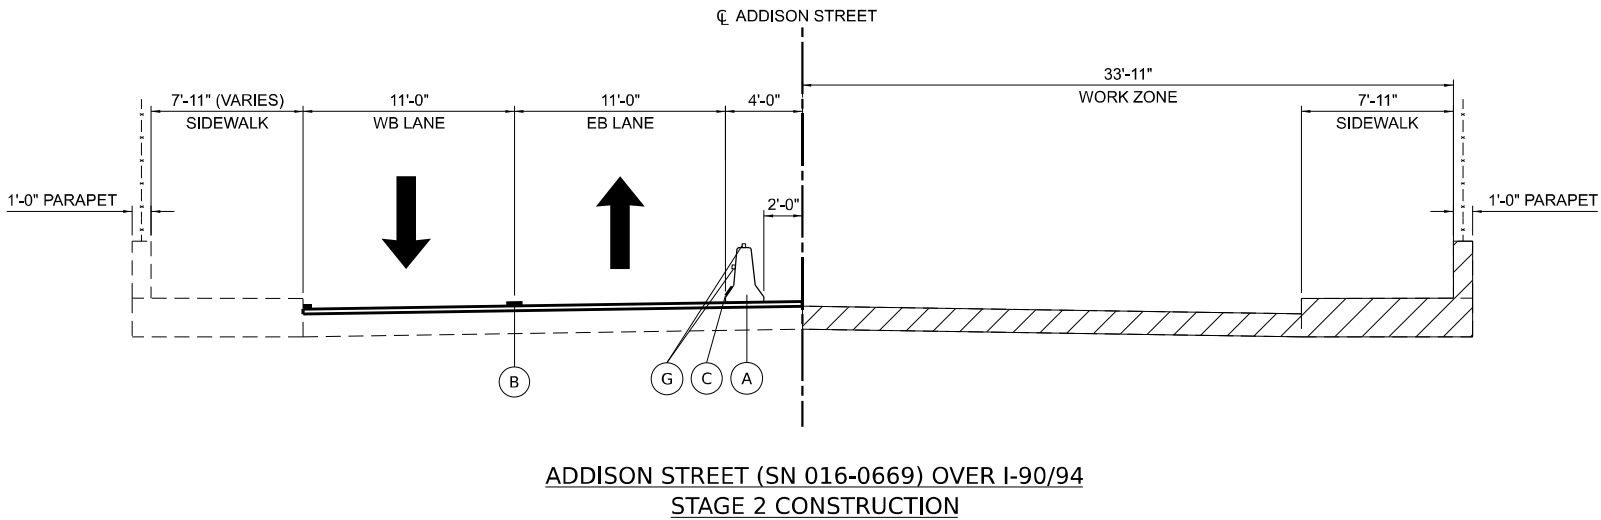 ℄ ADDISON STREET
33'-11"
WORK ZONE
7'-11" (VARIES)
SIDEWALK
11'-0"
WB LANE
11'-0"
EB LANE
4'-0"
7'-11"
SIDEWALK
1'-0" PARAPET
2'-0"
1'-0" PARAPET
B
G
C
A
ADDISON STREET (SN 016-0669) OVER I-90/94
STAGE 2 CONSTRUCTION